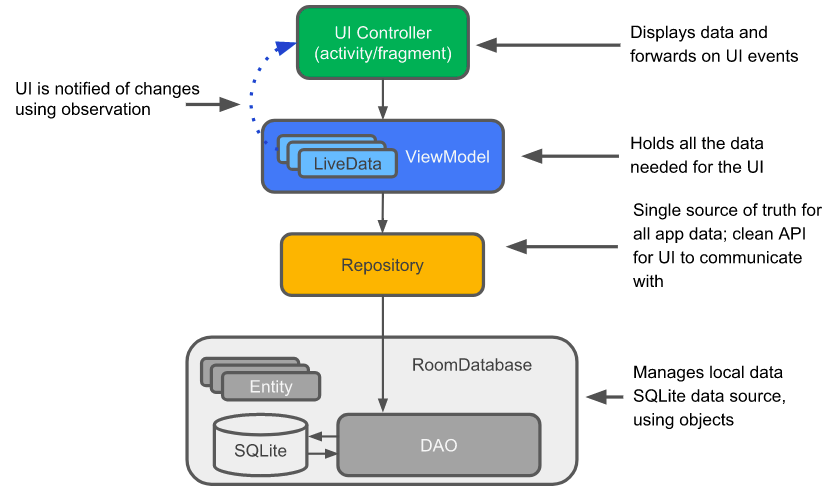 UI Controller
(activity/fragment)
Displays data and
forwards on UI events
UI is notified of changes
using observation
LiveData
ViewModel
Holds all the data
needed for the UI
Repository
Single source of truth for
all app data; clean API
for UI to communicate
with
RoomDatabase
Entity
SQLite
DAO
Manages local data
SQLite data source,
using objects